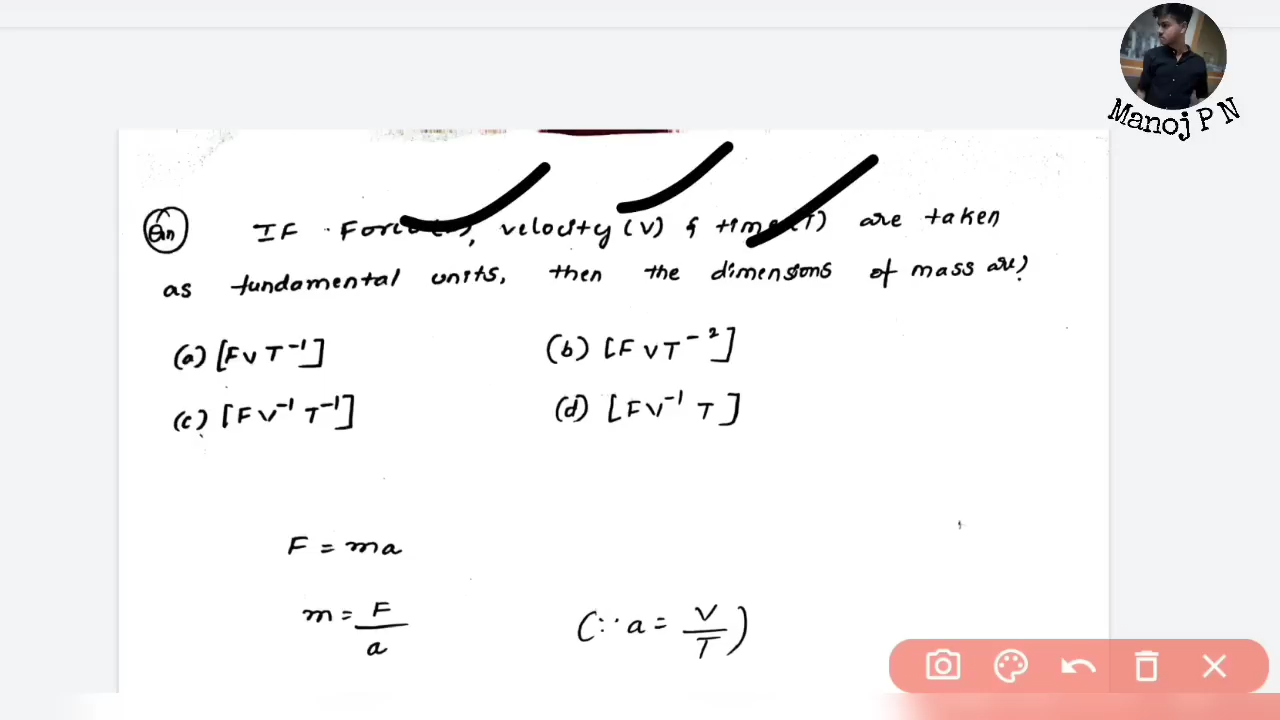 Manoj P N
Qn IF Force, velocity (V) & time (T) are taken
as fundamental units, then the dimensions of mass are?
(a) [F V T⁻¹] (b) [F V T⁻²]
(c) [F V⁻¹ T⁻¹] (d) [F V⁻¹ T]
F = ma
m = F/a (∵ a = V/T)